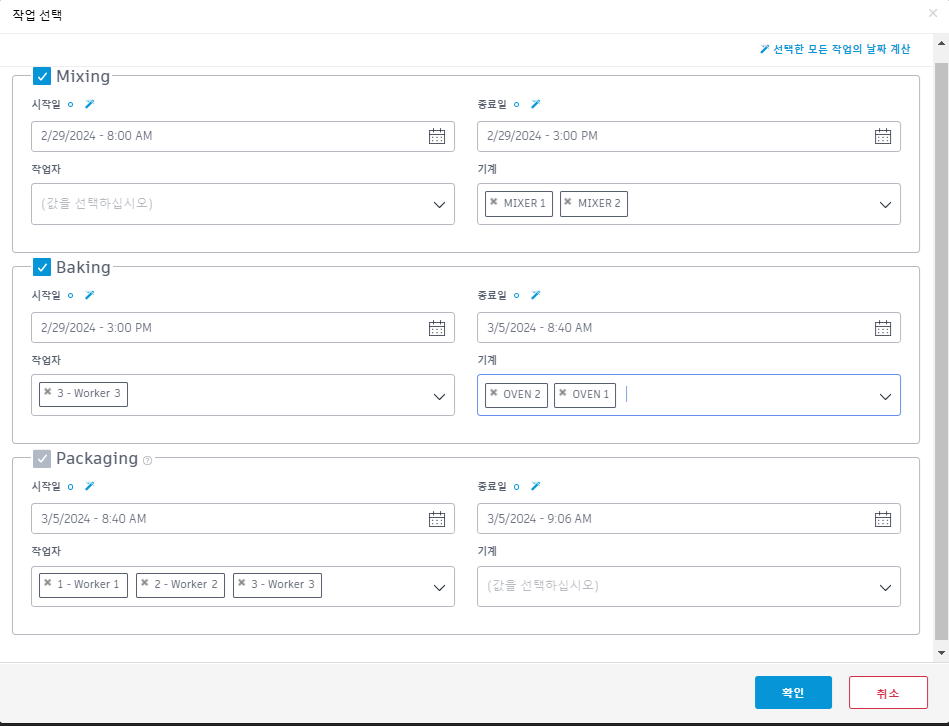 작업 선택
선택한 모든 작업의 날짜 계산
Mixing
시작일
종료일
2/29/2024 - 8:00 AM
2/29/2024 - 3:00 PM
작업자
기계
(값을 선택하십시오)
MIXER 1 MIXER 2
Baking
시작일
종료일
2/29/2024 - 3:00 PM
3/5/2024 - 8:40 AM
작업자
기계
3 - Worker 3
OVEN 2 OVEN 1
Packaging
시작일
종료일
3/5/2024 - 8:40 AM
3/5/2024 - 9:06 AM
작업자
기계
1 - Worker 1 2 - Worker 2 3 - Worker 3
(값을 선택하십시오)
확인
취소